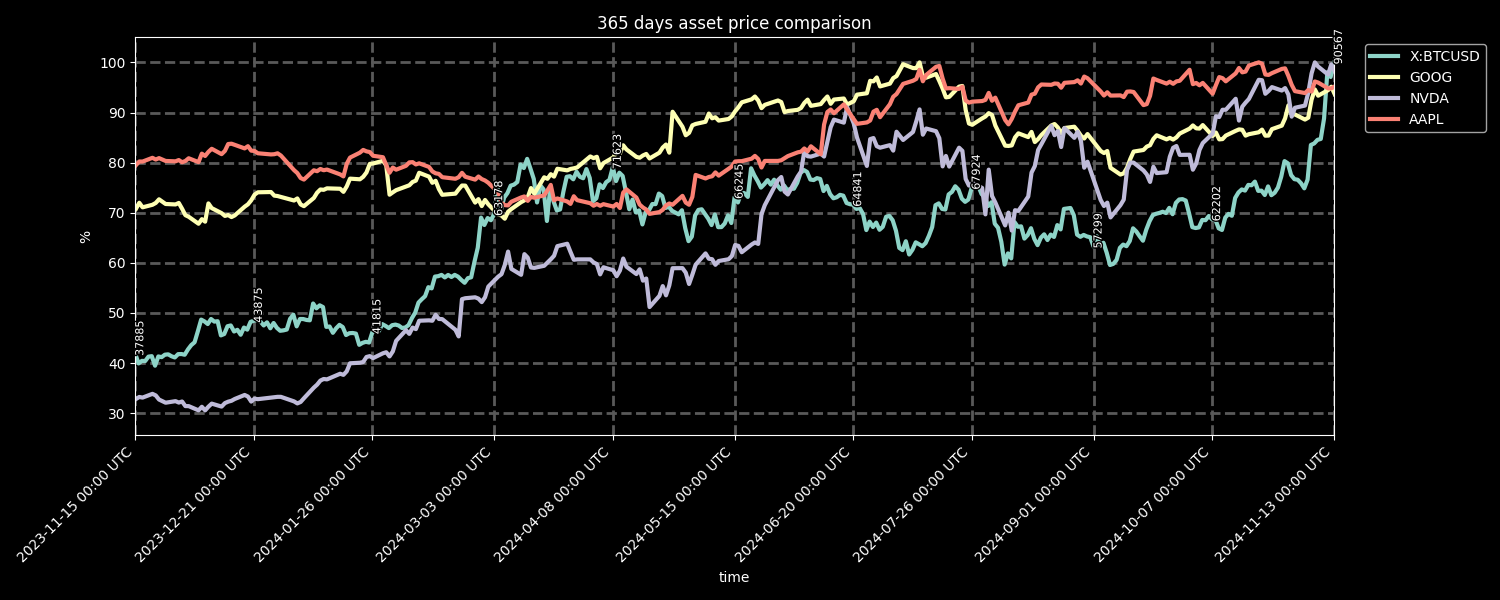 365 days asset price comparison
X:BTCUSD
GOOG
NVDA
AAPL
%
100
90
80
70
60
50
40
30
37885
43875
41815
63178
71623
66245
64841
67924
57299
62202
90567
2023-11-15 00:00 UTC
2023-12-21 00:00 UTC
2024-01-26 00:00 UTC
2024-03-03 00:00 UTC
2024-04-08 00:00 UTC
2024-05-15 00:00 UTC
2024-06-20 00:00 UTC
2024-07-26 00:00 UTC
2024-09-01 00:00 UTC
2024-10-07 00:00 UTC
2024-11-13 00:00 UTC
time